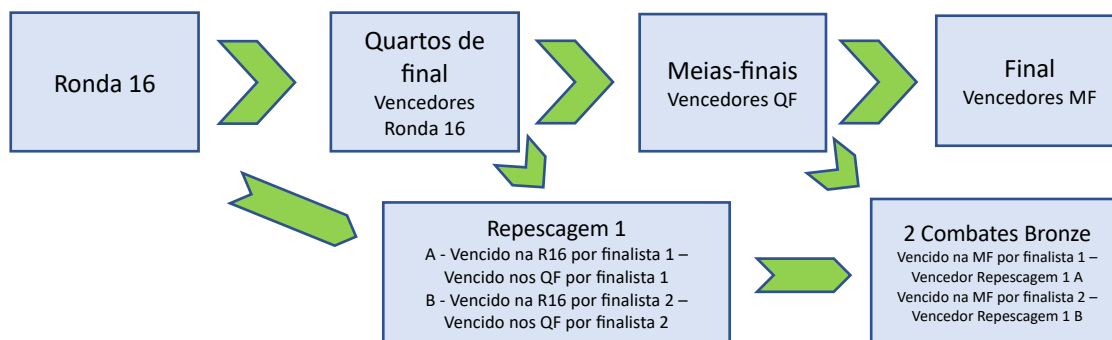 Ronda 16
Quartos de
final
Vencedores
Ronda 16
Meias-finais
Vencedores QF
Final
Vencedores MF
Repescagem 1
A - Vencido na R16 por finalista 1 –
Vencido nos QF por finalista 1
B - Vencido na R16 por finalista 2 –
Vencido nos QF por finalista 2
2 Combates Bronze
Vencido na MF por finalista 1 –
Vencedor Repescagem 1 A
Vencido na MF por finalista 2 –
Vencedor Repescagem 1 B